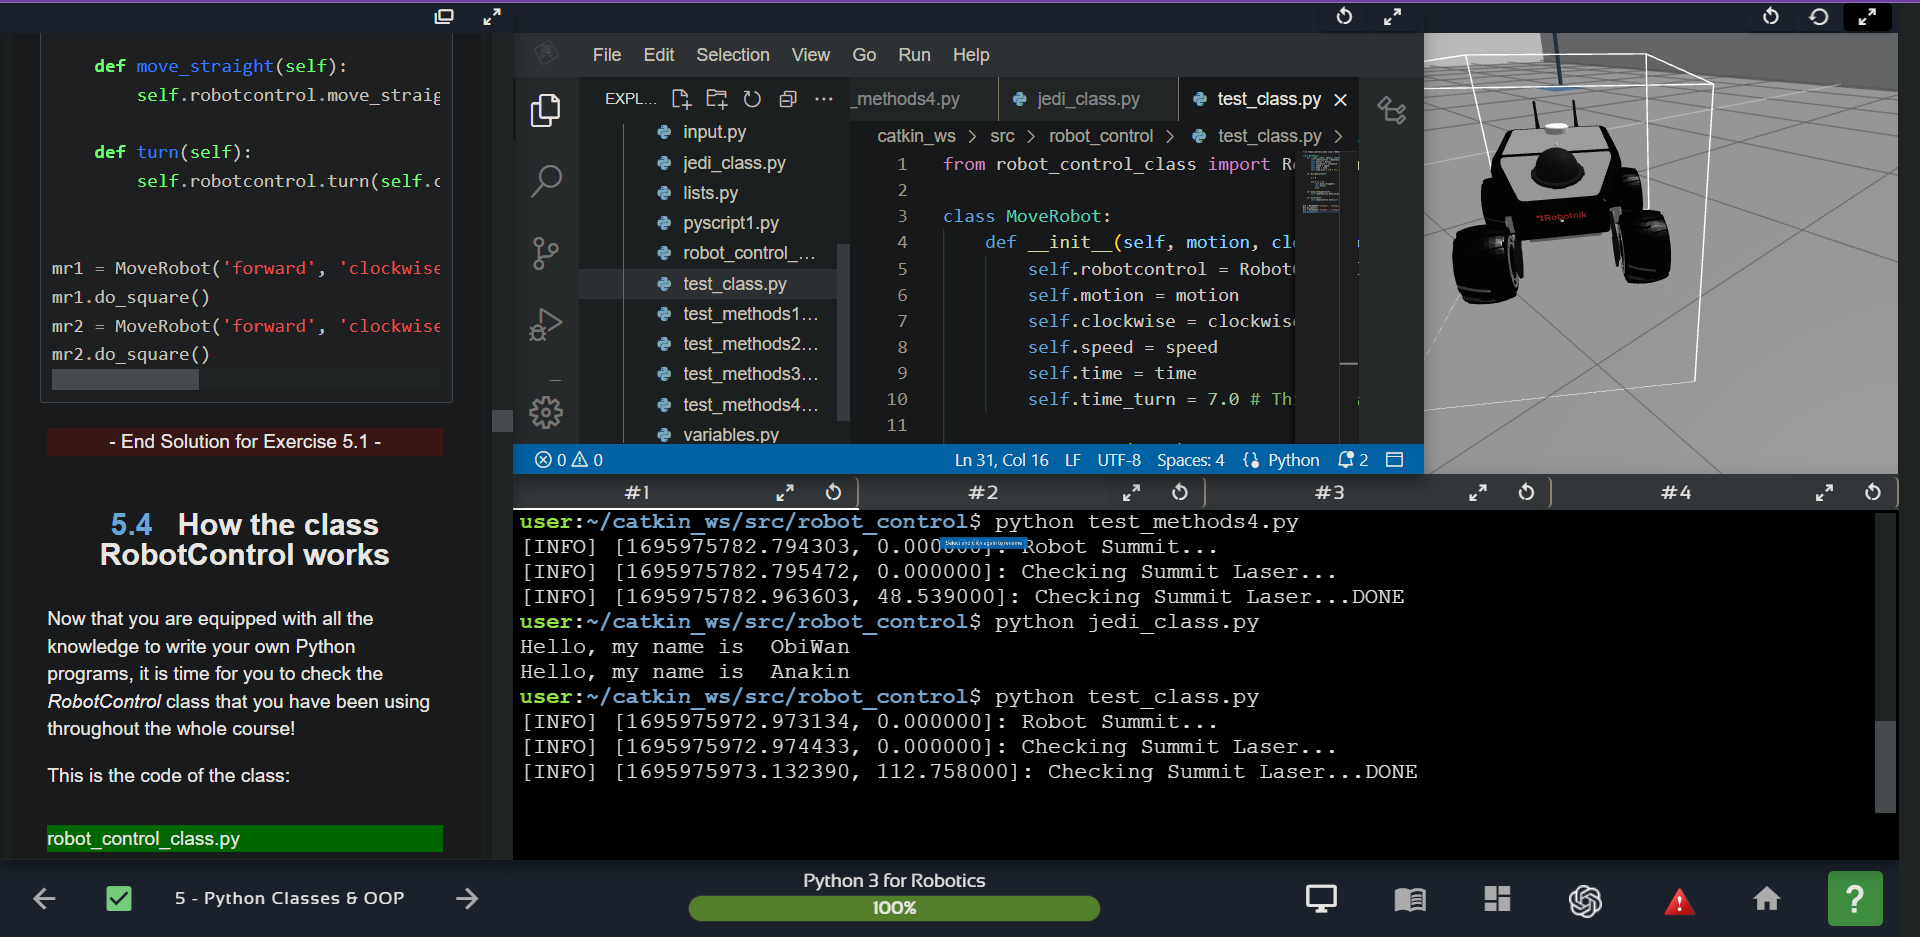 def move_straight(self):
self.robotcontrol.move_straig
def turn(self):
self.robotcontrol.turn(self.c
mr1 = MoveRobot('forward', 'clockwise
mr1.do_square()
mr2 = MoveRobot('forward', 'clockwise
mr2.do_square()
- End Solution for Exercise 5.1 -
5.4 How the class
RobotControl works
Now that you are equipped with all the
knowledge to write your own Python
programs, it is time for you to check the
RobotControl class that you have been using
throughout the whole course!
This is the code of the class:
robot_control_class.py
File Edit Selection View Go Run Help
EXPL...
input.py
jedi_class.py
lists.py
pyscript1.py
robot_control_...
test_class.py
test_methods1...
test_methods2...
test_methods3...
test_methods4...
variables.py
_methods4.py jedi_class.py test_class.py
catkin_ws > src > robot_control > test_class.py >
1 from robot_control_class import R
2
3 class MoveRobot:
4 def __init__(self, motion, cl
5 self.robotcontrol = Robot
6 self.motion = motion
7 self.clockwise = clockwis
8 self.speed = speed
9 self.time = time
10 self.time_turn = 7.0 # Th
11
0 0 Ln 31, Col 16 LF UTF-8 Spaces: 4 Python 2
Robotnik
#1 #2 #3 #4
user:~/catkin_ws/src/robot_control$ python test_methods4.py
[INFO] [1695975782.794303, 0.000000]: Robot Summit...
[INFO] [1695975782.795472, 0.000000]: Checking Summit Laser...
[INFO] [1695975782.963603, 48.539000]: Checking Summit Laser...DONE
user:~/catkin_ws/src/robot_control$ python jedi_class.py
Hello, my name is  ObiWan
Hello, my name is  Anakin
user:~/catkin_ws/src/robot_control$ python test_class.py
[INFO] [1695975972.973134, 0.000000]: Robot Summit...
[INFO] [1695975972.974433, 0.000000]: Checking Summit Laser...
[INFO] [1695975973.132390, 112.758000]: Checking Summit Laser...DONE
5 - Python Classes & OOP
Python 3 for Robotics
100%
?